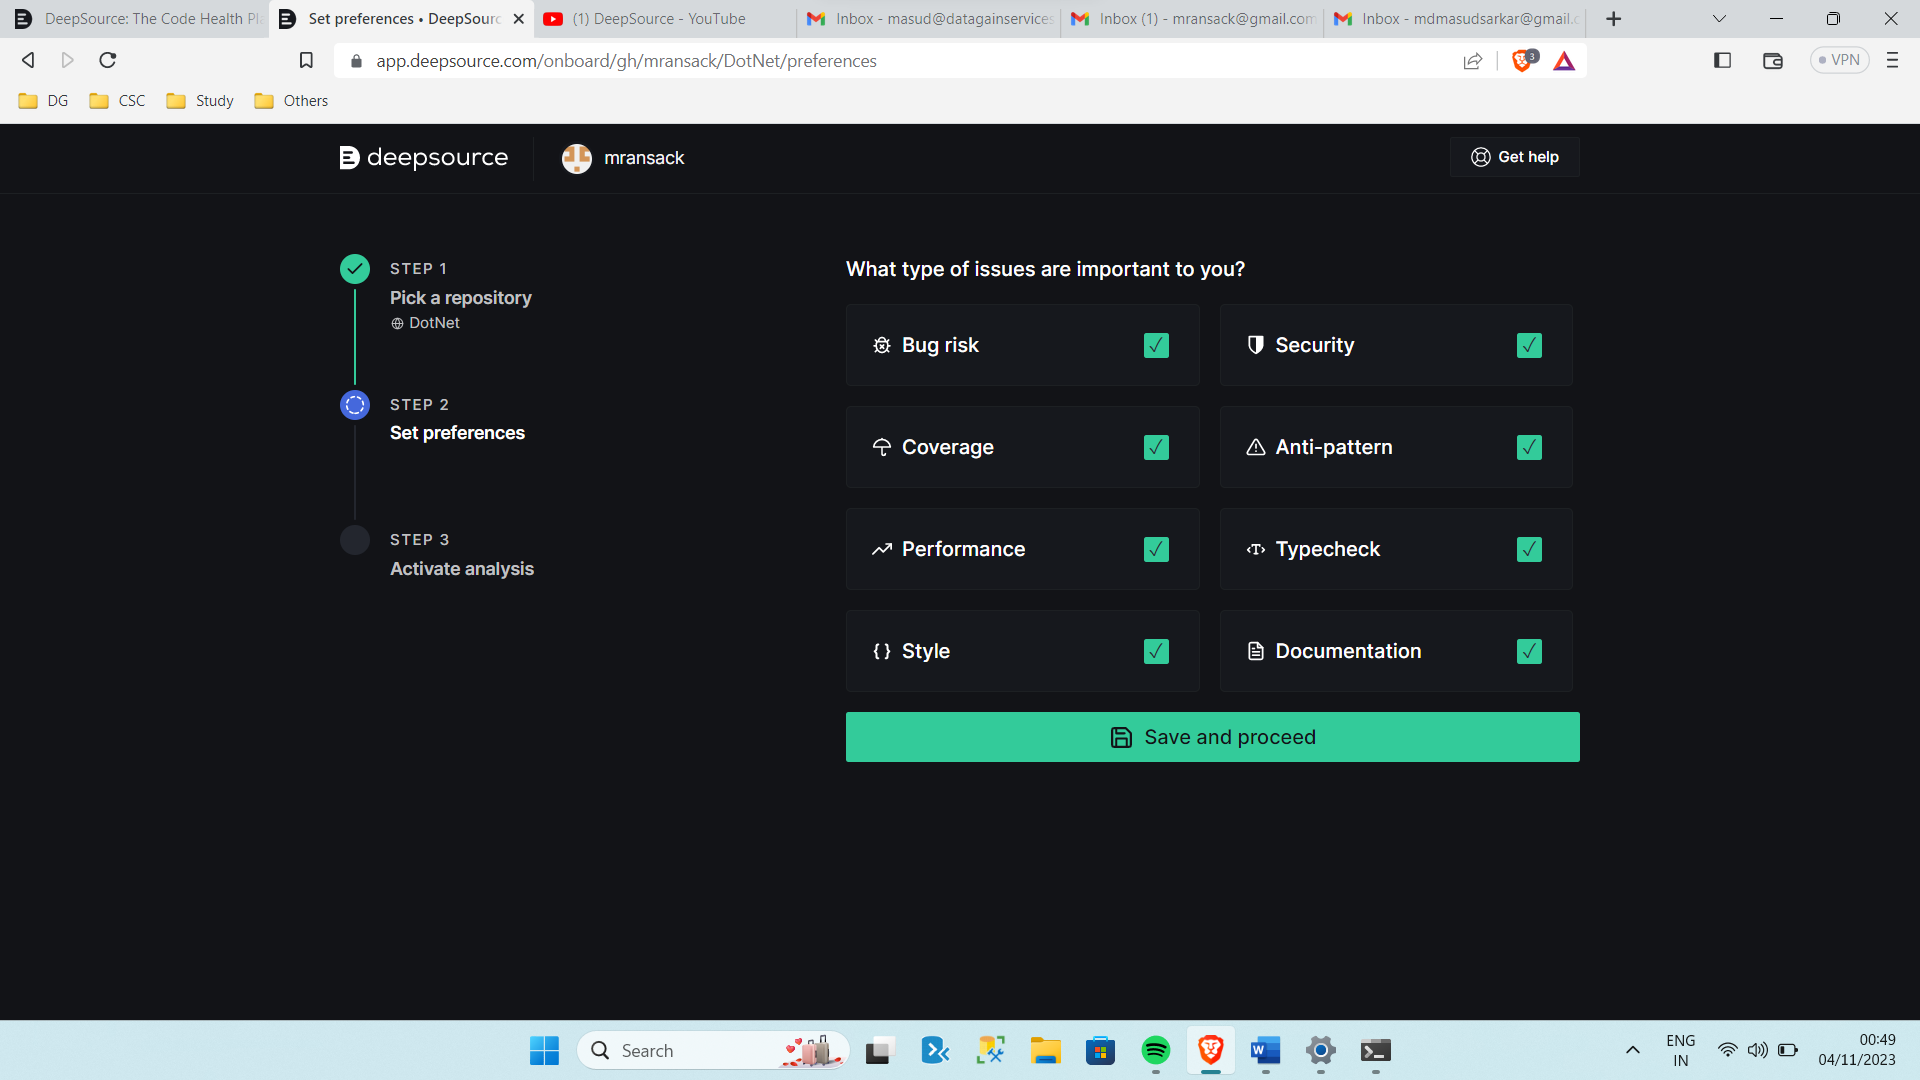 DeepSource: The Code Health Pl
Set preferences • DeepSourc
(1) DeepSource - YouTube
Inbox - masud@datagainservices
Inbox (1) - mransack@gmail.com
Inbox - mdmasudsarkar@gmail.c
app.deepsource.com/onboard/gh/mransack/DotNet/preferences
3
VPN
DG
CSC
Study
Others
deepsource
mransack
Get help
STEP 1
Pick a repository
DotNet
STEP 2
Set preferences
STEP 3
Activate analysis
What type of issues are important to you?
Bug risk
Security
Coverage
Anti-pattern
Performance
Typecheck
Style
Documentation
Save and proceed
Search
ENG
IN
00:49
04/11/2023